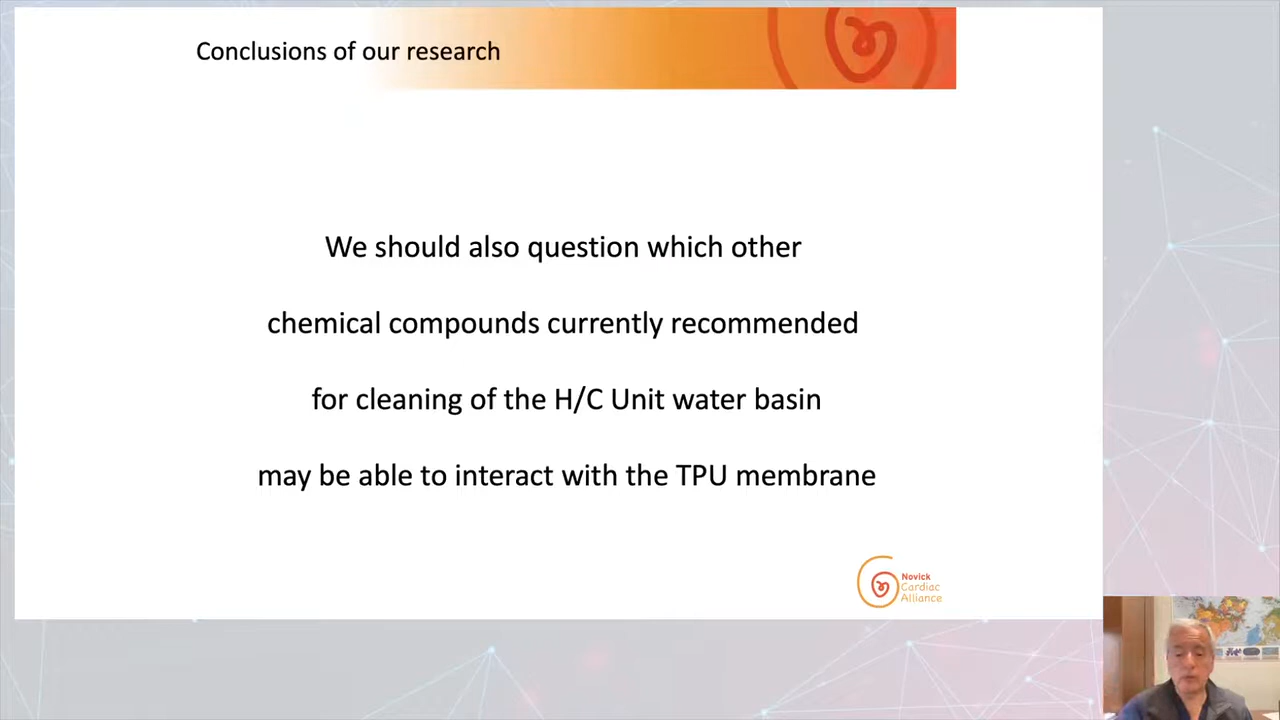 Conclusions of our research
We should also question which other
chemical compounds currently recommended
for cleaning of the H/C Unit water basin
may be able to interact with the TPU membrane
Novick
Cardiac
Alliance